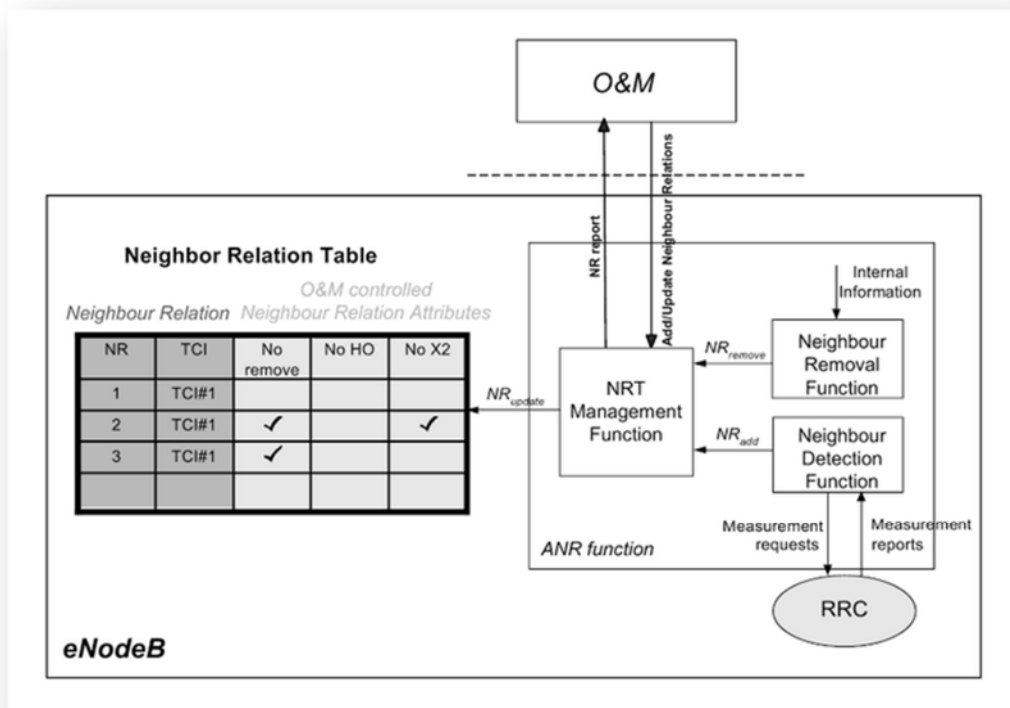 O&M
NR report
Add/Update Neighbour Relations
Neighbor Relation Table
O&M controlled
Neighbour Relation Neighbour Relation Attributes
NR TCI No remove No HO No X2
1 TCI#1
2 TCI#1 ✓ ✓
3 TCI#1 ✓
NRupdate
NRT
Management
Function
NRremove
NRadd
Internal
Information
Neighbour
Removal
Function
Neighbour
Detection
Function
Measurement
requests
Measurement
reports
ANR function
RRC
eNodeB